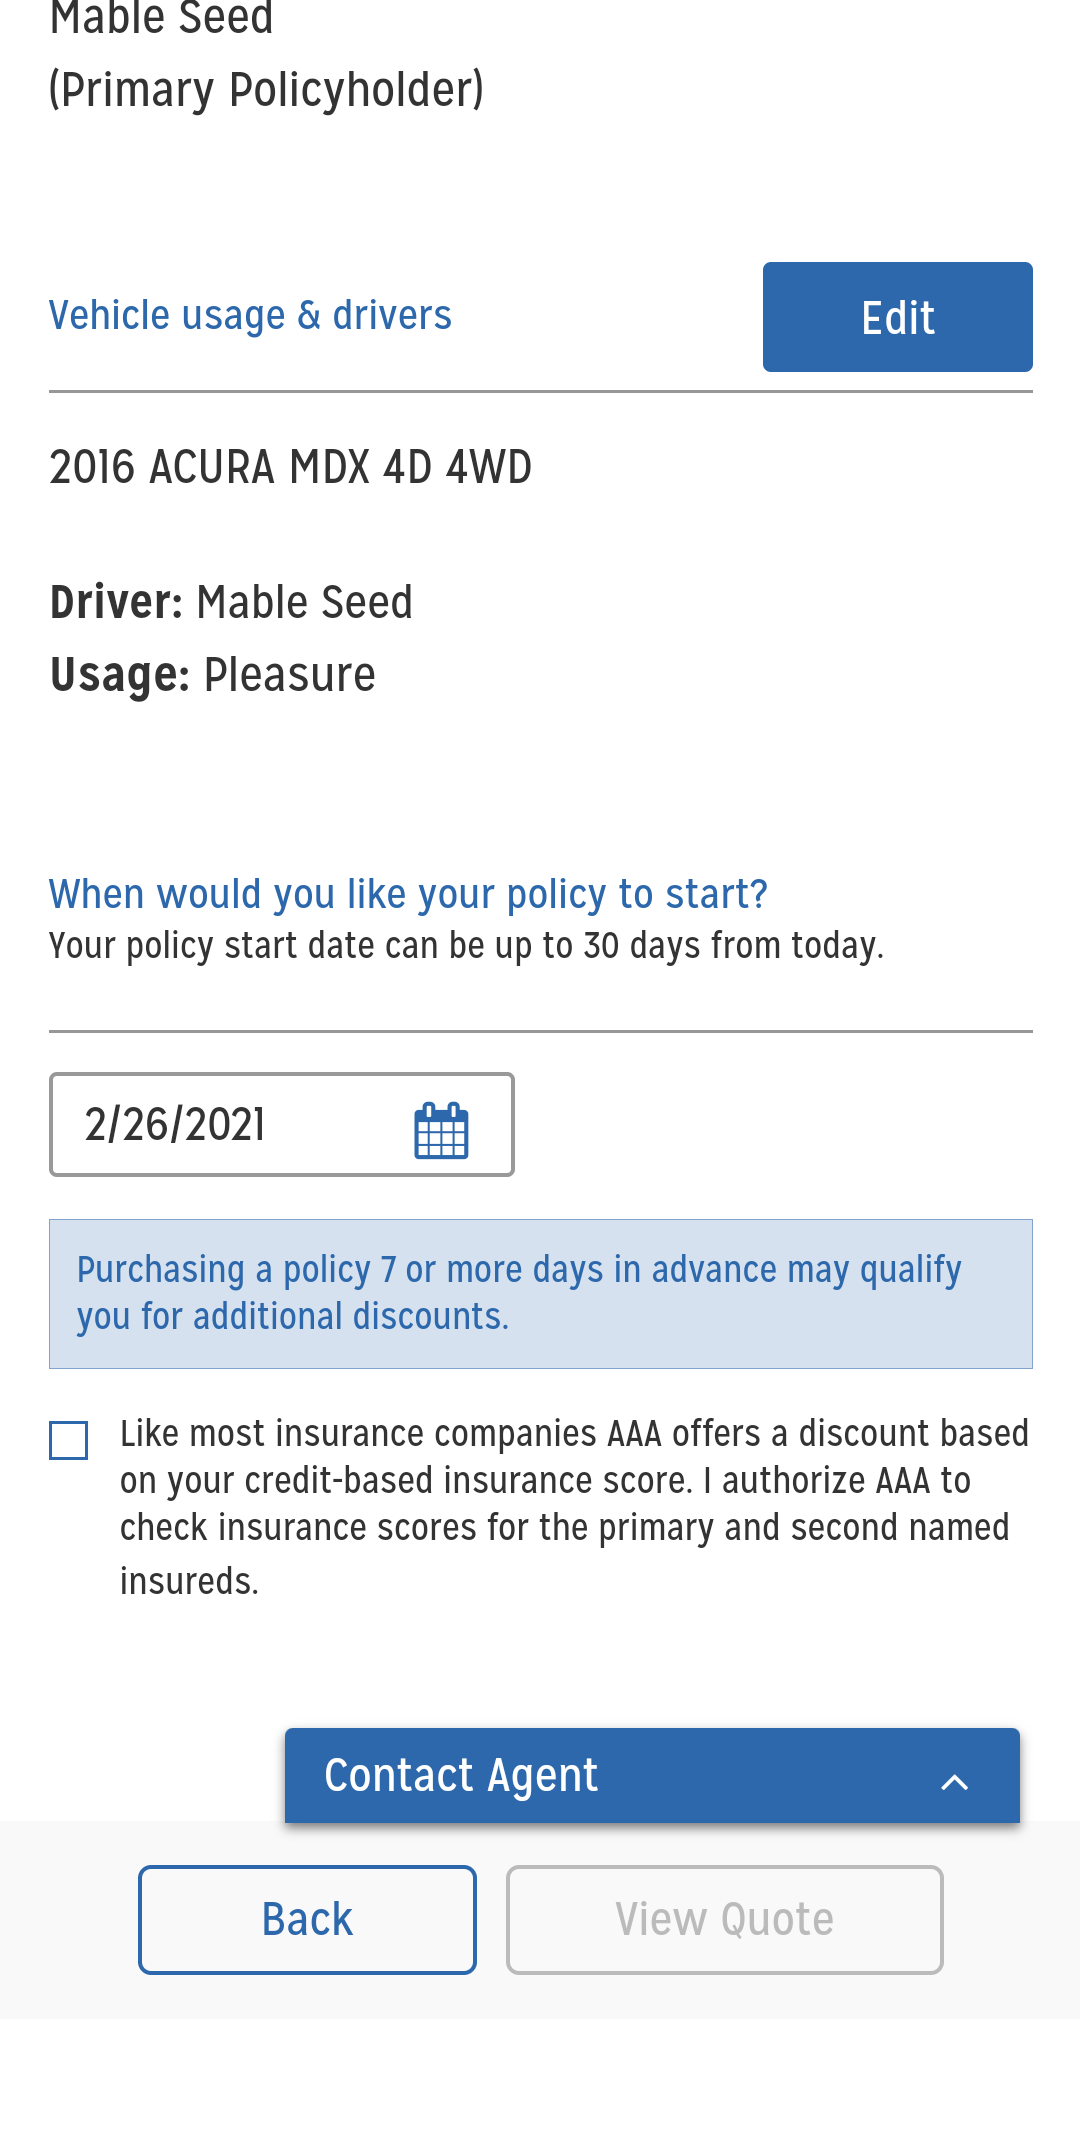 Mable Seed
(Primary Policyholder)
Vehicle usage & drivers
Edit
2016 ACURA MDX 4D 4WD
Driver: Mable Seed
Usage: Pleasure
When would you like your policy to start?
Your policy start date can be up to 30 days from today.
2/26/2021
Purchasing a policy 7 or more days in advance may qualify
you for additional discounts.
Like most insurance companies AAA offers a discount based
on your credit-based insurance score. I authorize AAA to
check insurance scores for the primary and second named
insureds.
Contact Agent
Back
View Quote